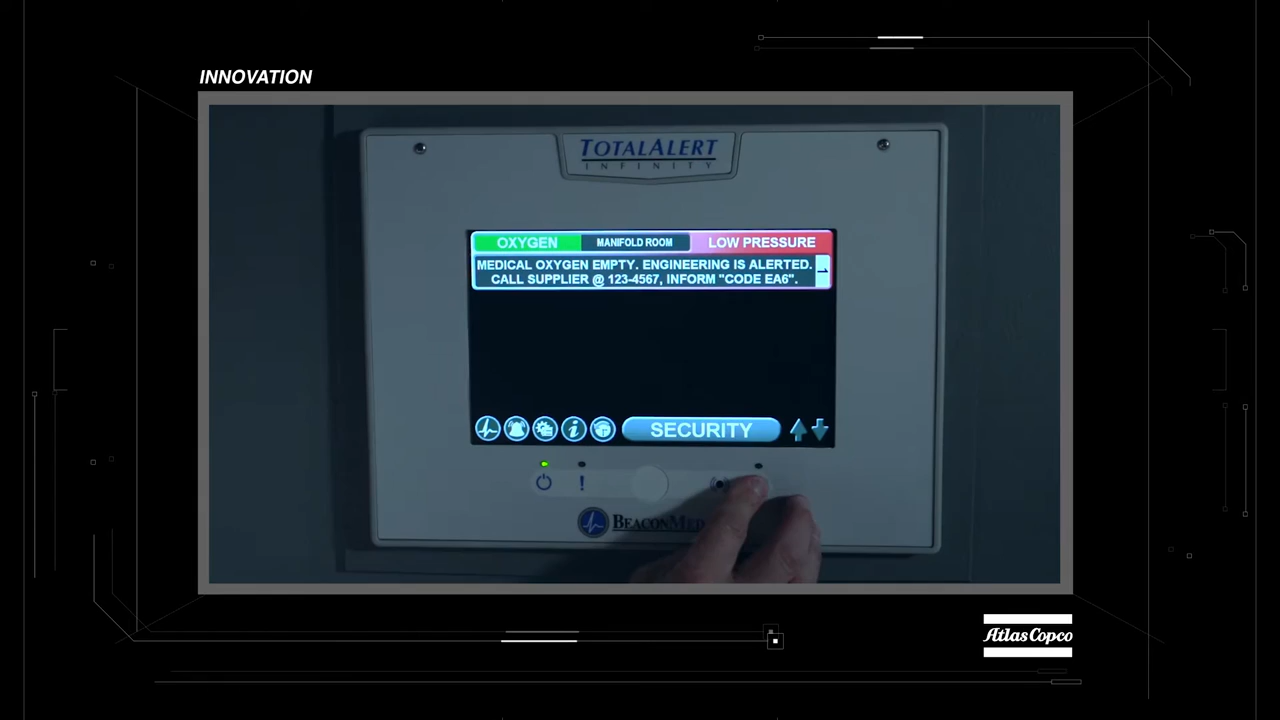 INNOVATION
TOTALALERT
INFINITY
OXYGEN MANIFOLD ROOM LOW PRESSURE
MEDICAL OXYGEN EMPTY. ENGINEERING IS ALERTED.
CALL SUPPLIER @ 123-4567, INFORM "CODE EA6".
1
SECURITY
!
Atlas Copco